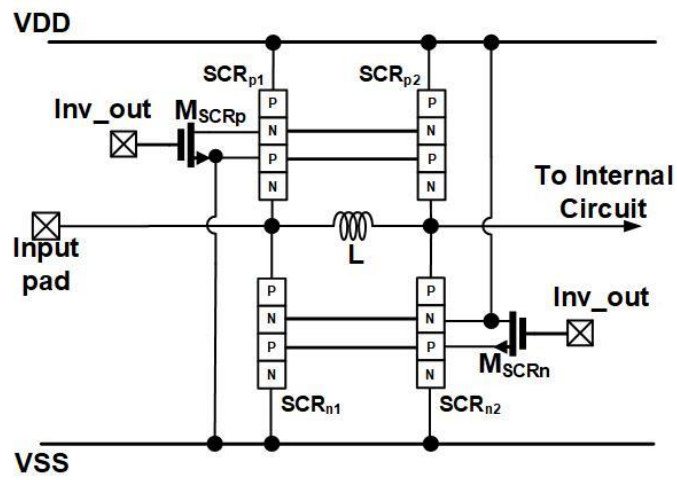 VDD
SCRp1
SCRp2
Inv_out
MSCRp
P
P
N
N
P
P
N
N
To Internal
Circuit
Input
pad
L
P
P
Inv_out
N
N
P
P
MSCRn
N
N
SCRn1
SCRn2
VSS